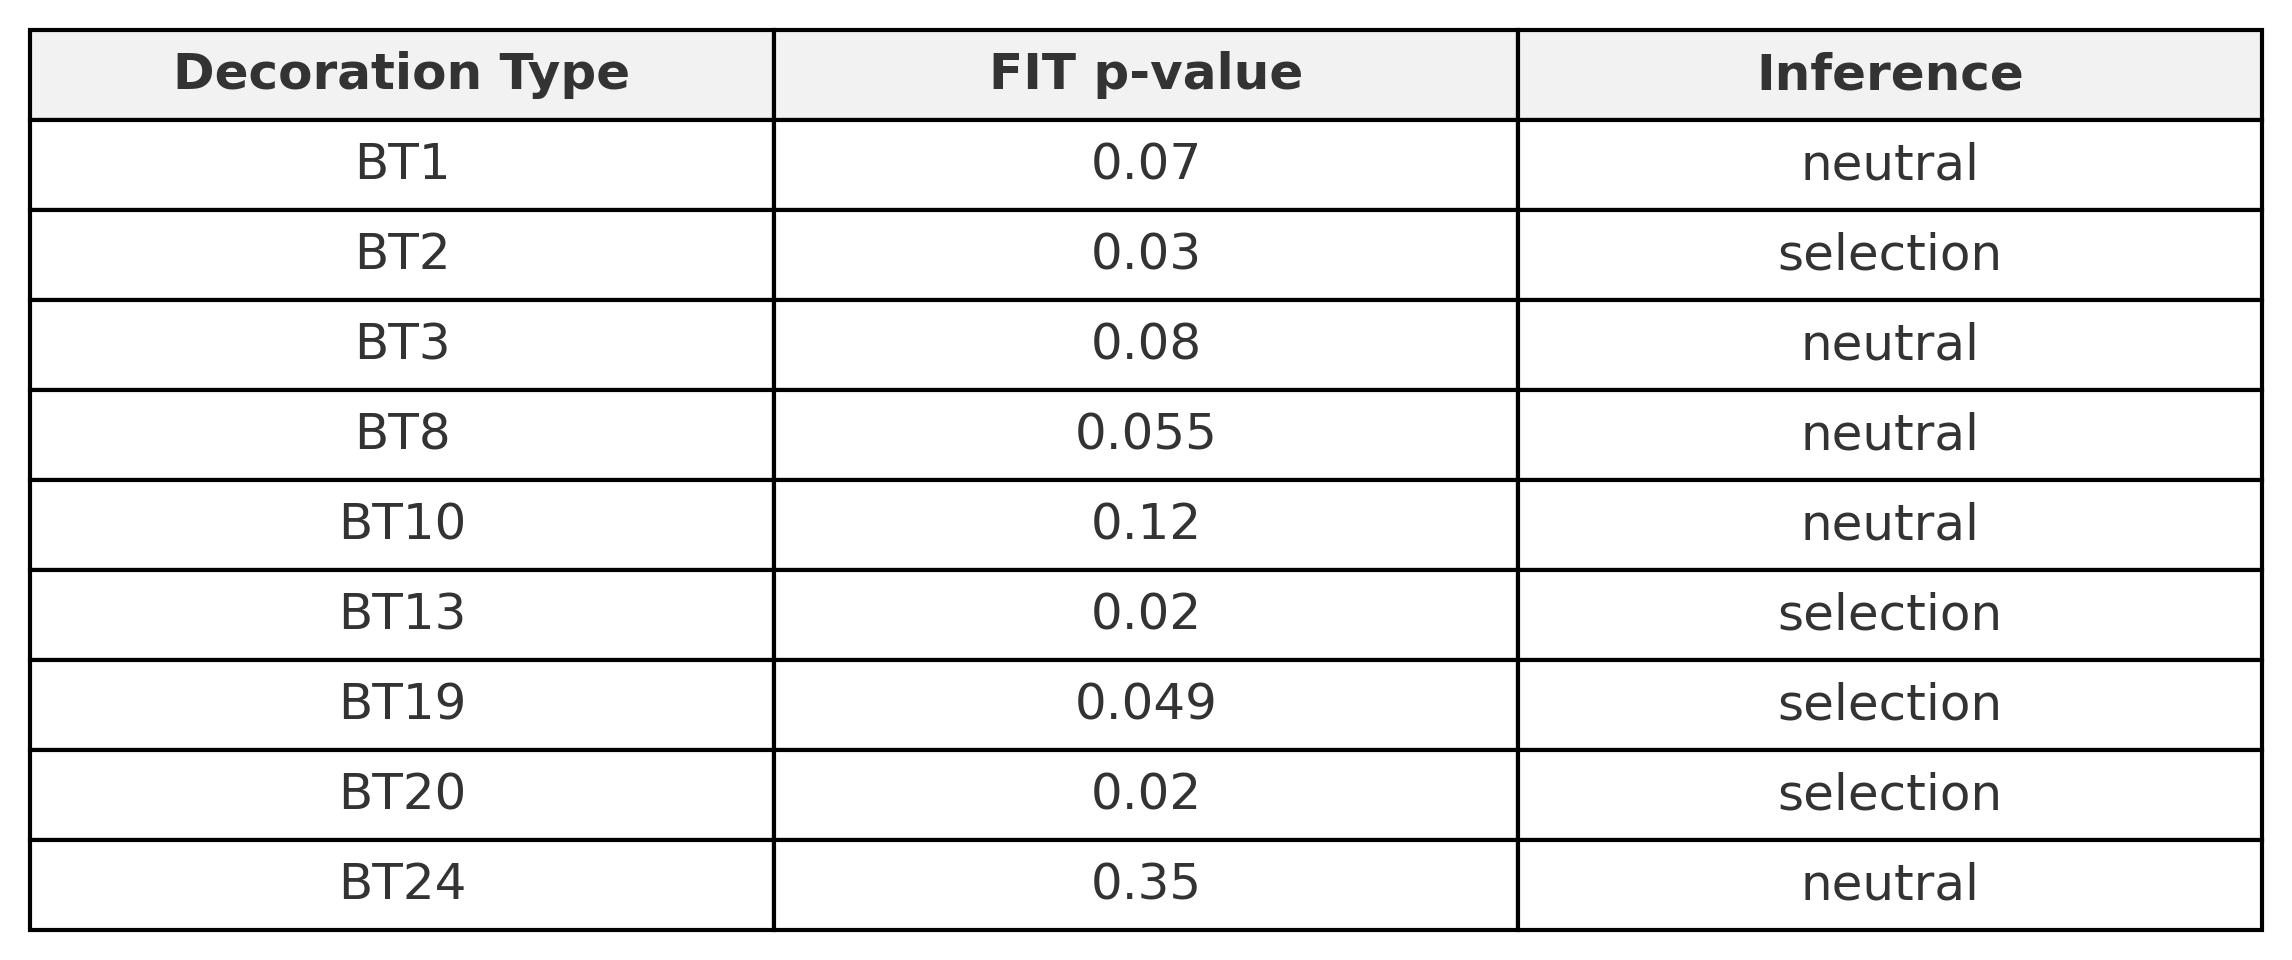 Decoration Type FIT p-value Inference
BT1 0.07 neutral
BT2 0.03 selection
BT3 0.08 neutral
BT8 0.055 neutral
BT10 0.12 neutral
BT13 0.02 selection
BT19 0.049 selection
BT20 0.02 selection
BT24 0.35 neutral